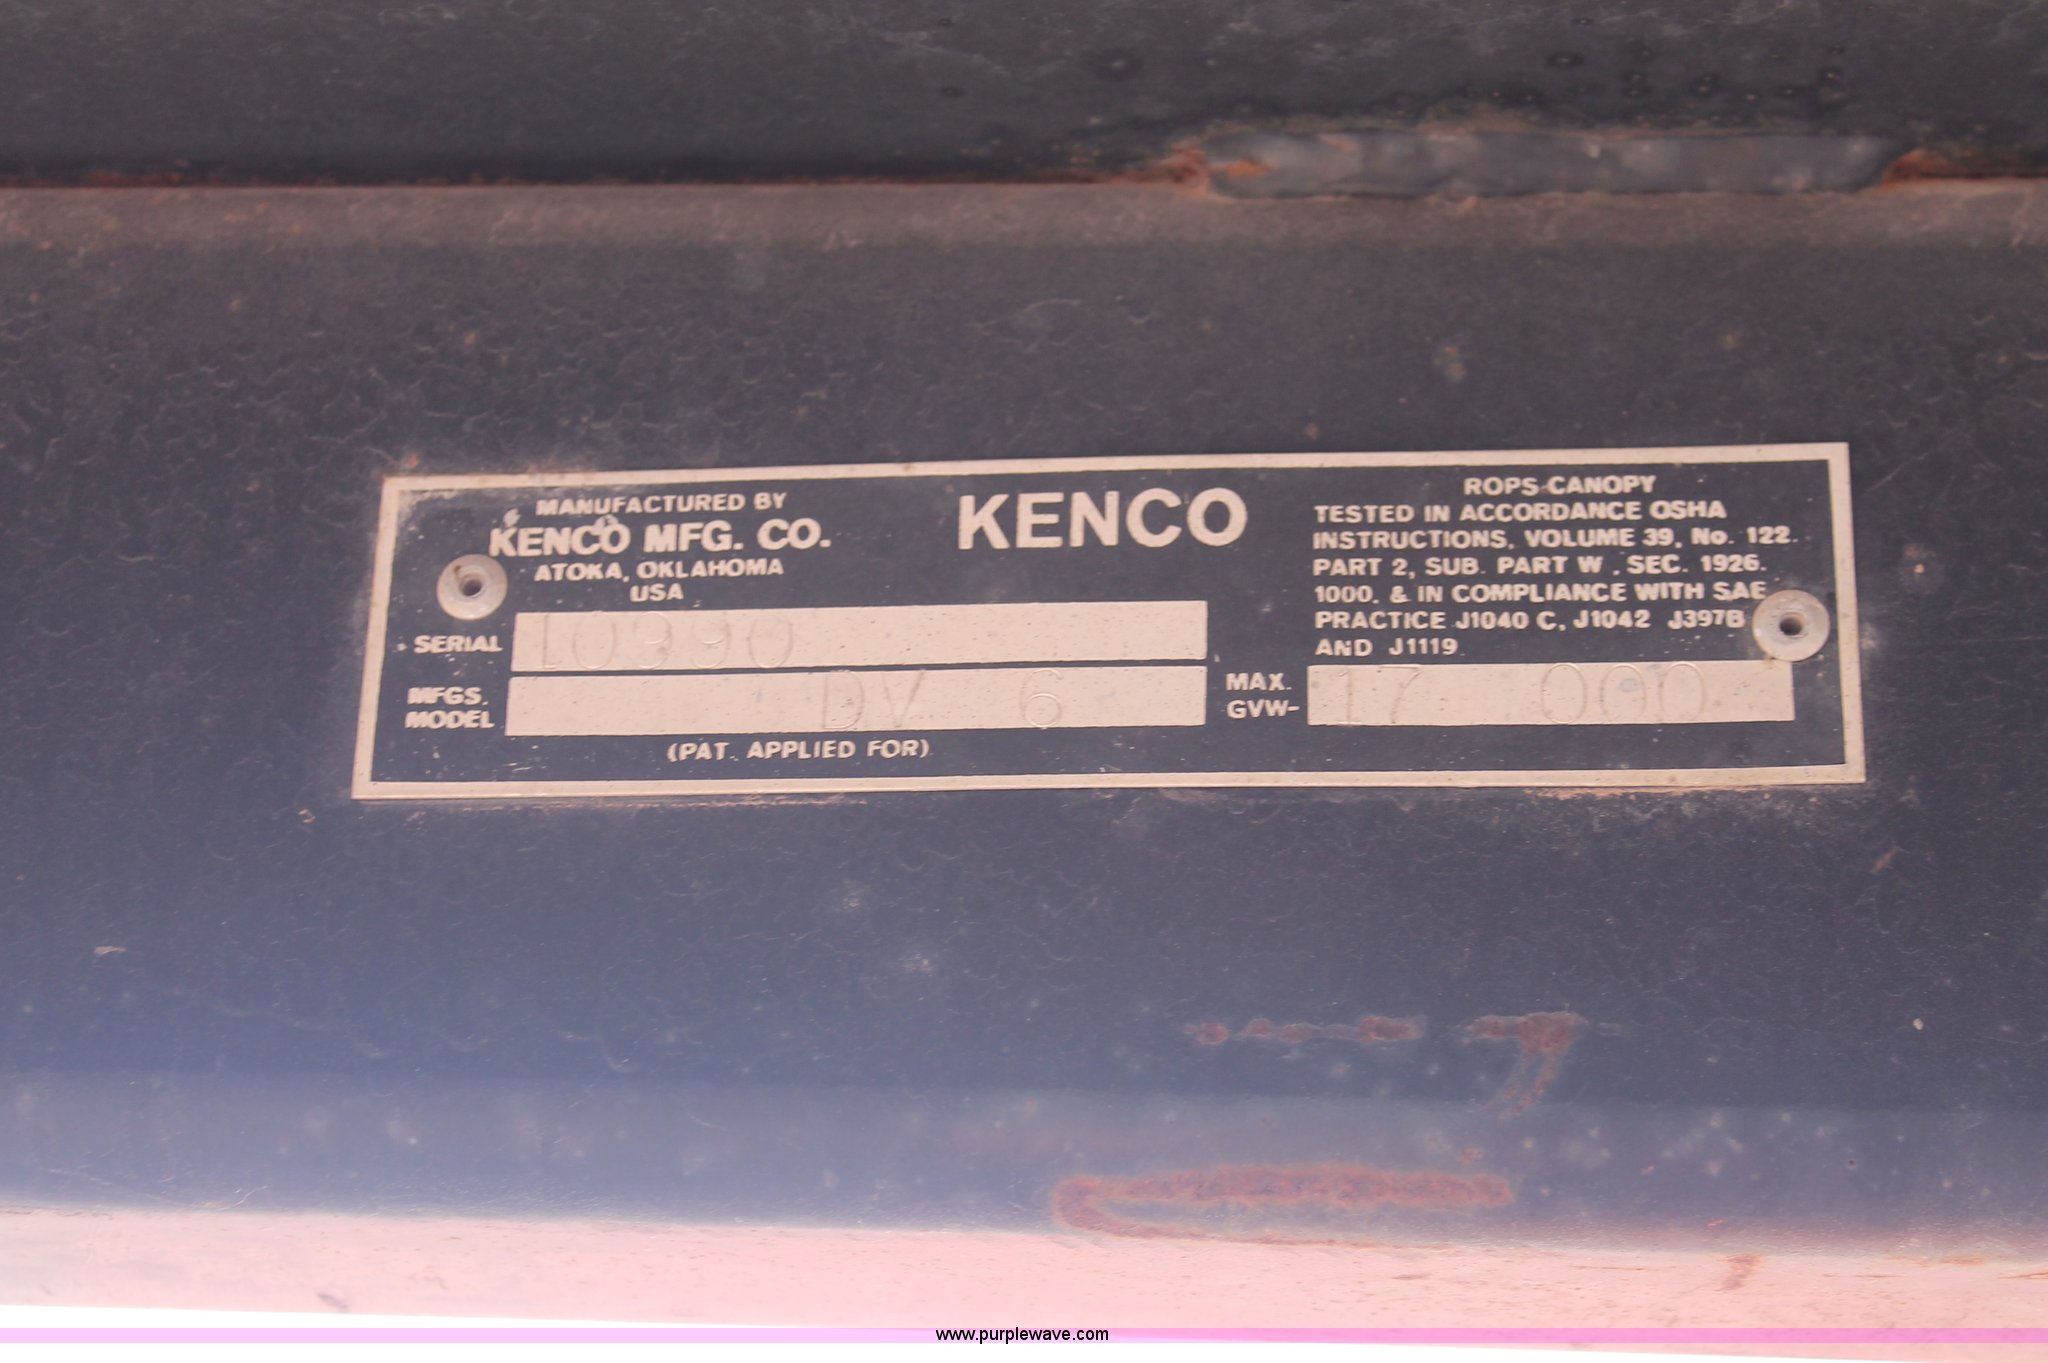 MANUFACTURED BY
KENCO MFG. CO.
ATOKA, OKLAHOMA
USA
KENCO
SERIAL 10990
MFGS. MODEL DV 6
(PAT. APPLIED FOR)
ROPS CANOPY
TESTED IN ACCORDANCE OSHA
INSTRUCTIONS, VOLUME 39, No. 122.
PART 2, SUB. PART W . SEC. 1926.
1000. & IN COMPLIANCE WITH SAE
PRACTICE J1040 C, J1042 J397B
AND J1119
MAX. GVW- 17 000
www.purplewave.com